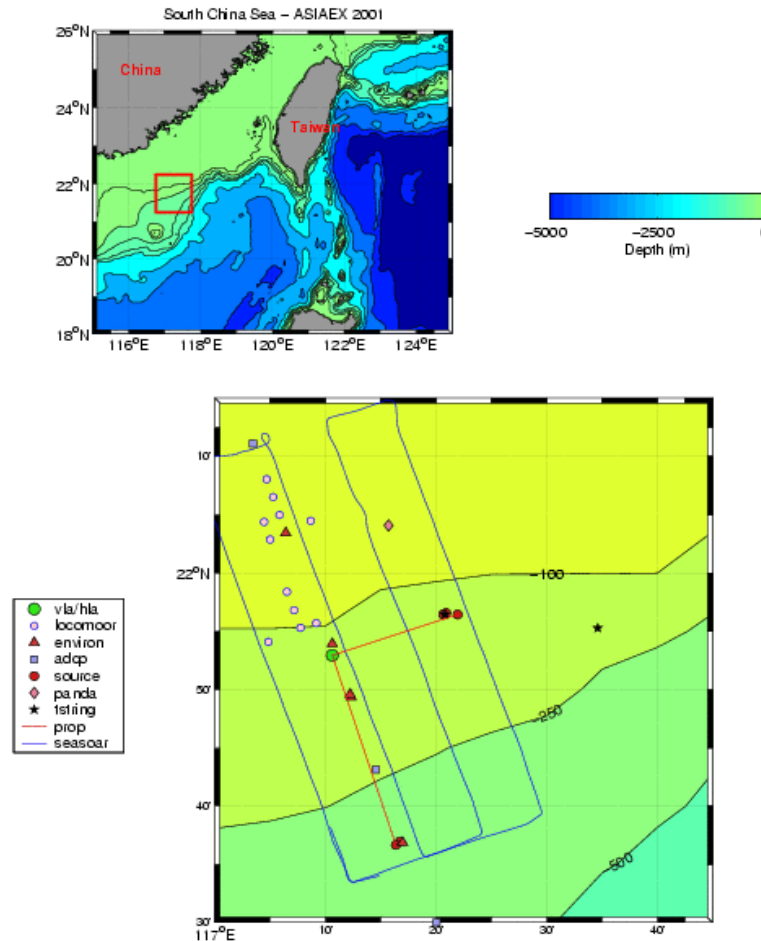 South China Sea – ASIAEX 2001
26°N
China
24°N
Taiwan
22°N
20°N
18°N
116°E 118°E 120°E 122°E 124°E
−5000 −2500 0
Depth (m)
10'
22°N
−100
50'
−250
40'
−500
30'
117°E 10' 20' 30' 40'
vla/hla
locomoor
environ
adcp
source
panda
tstring
prop
seasoar